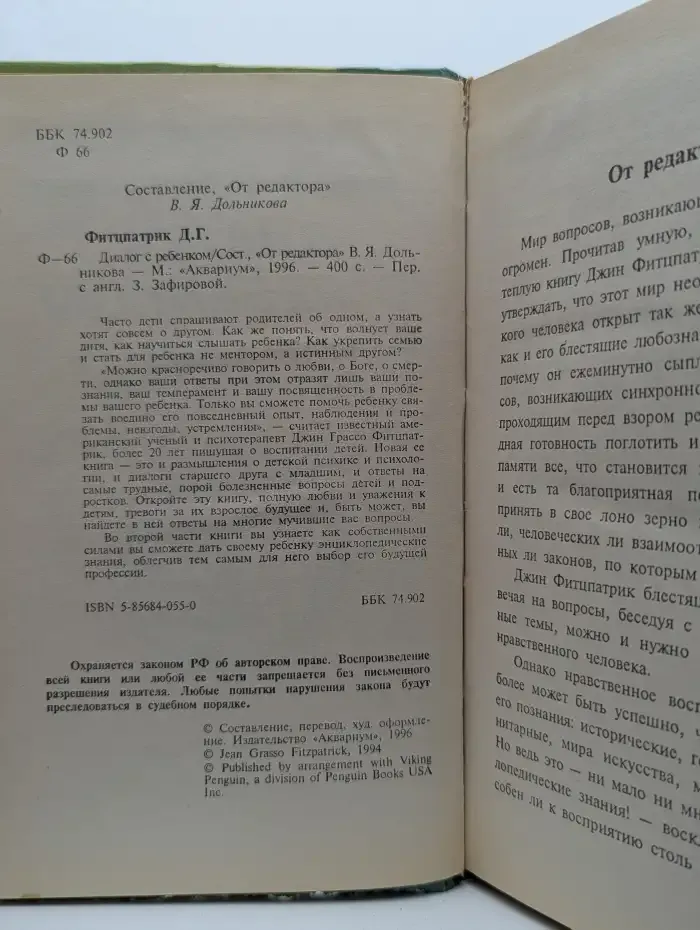 ББК 74.902
Ф 66
Составление, «От редактора»
В. Я. Дольникова
Фитцпатрик Д.Г.
Ф—66 Диалог с ребенком/Сост., «От редактора» В. Я. Доль-
никова — М.: «Аквариум», 1996. — 400 с. — Пер.
с англ. З. Зафировой.
Часто дети спрашивают родителей об одном, а узнать
хотят совсем о другом. Как же понять, что волнует ваше
дитя, как научиться слышать ребенка? Как укрепить семью
и стать для ребенка не ментором, а истинным другом?
«Можно красноречиво говорить о любви, о Боге, о смер-
ти, однако ваши ответы при этом отразят лишь ваши по-
знания, ваш темперамент и вашу посвященность в пробле-
мы вашего ребенка. Только вы сможете помочь ребенку свя-
зать воедино его повседневный опыт, наблюдения и про-
блемы, невзгоды, устремления», — считает известный аме-
риканский ученый и психотерапевт Джин Грассо Фитцпат-
рик, более 20 лет пишущая о воспитании детей. Новая ее
книга — это и размышления о детской психике и психоло-
гии, и диалоги старшего друга с младшим, и ответы на
самые трудные, порой болезненные вопросы детей и под-
ростков. Откройте эту книгу, полную любви и уважения к
детям, тревоги за их взрослое будущее и, быть может, вы
найдете в ней ответы на многие мучившие вас вопросы.
Во второй части книги вы узнаете как собственными
силами вы сможете дать своему ребенку энциклопедические
знания, облегчив тем самым для него выбор его будущей
профессии.
ISBN 5-85684-055-0 ББК 74.902
Охраняется законом РФ об авторском праве. Воспроизведение
всей книги или любой ее части запрещается без письменного
разрешения издателя. Любые попытки нарушения закона будут
преследоваться в судебном порядке.
© Составление, перевод, худ. оформле-
ние. Издательство «Аквариум», 1996
© Jean Grasso Fitzpatrick, 1994
© Published by arrangement with Viking
Penguin, a division of Penguin Books USA
Inc.
От редакт
Мир вопросов, возникающ
огромен. Прочитав умную,
теплую книгу Джин Фитцпат
утверждать, что этот мир нео
кого человека открыт так же
как и его блестящие любозна
почему он ежеминутно сыпл
сов, возникающих синхронно
проходящим перед взором ре
дная готовность поглотить и
памяти все, что становится
и есть та благоприятная по
принять в свое лоно зерно
ли, человеческих ли взаимоот
ных ли законов, по которым
Джин Фитцпатрик блестящ
вечая на вопросы, беседуя с
ные темы, можно и нужно
нравственного человека.
Однако нравственное восп
более может быть успешно, ч
его познания: исторические, г
нитарные, мира искусства, м
Но ведь это — ни мало ни мн
лопедические знания! — воскл
собен ли к восприятию столь